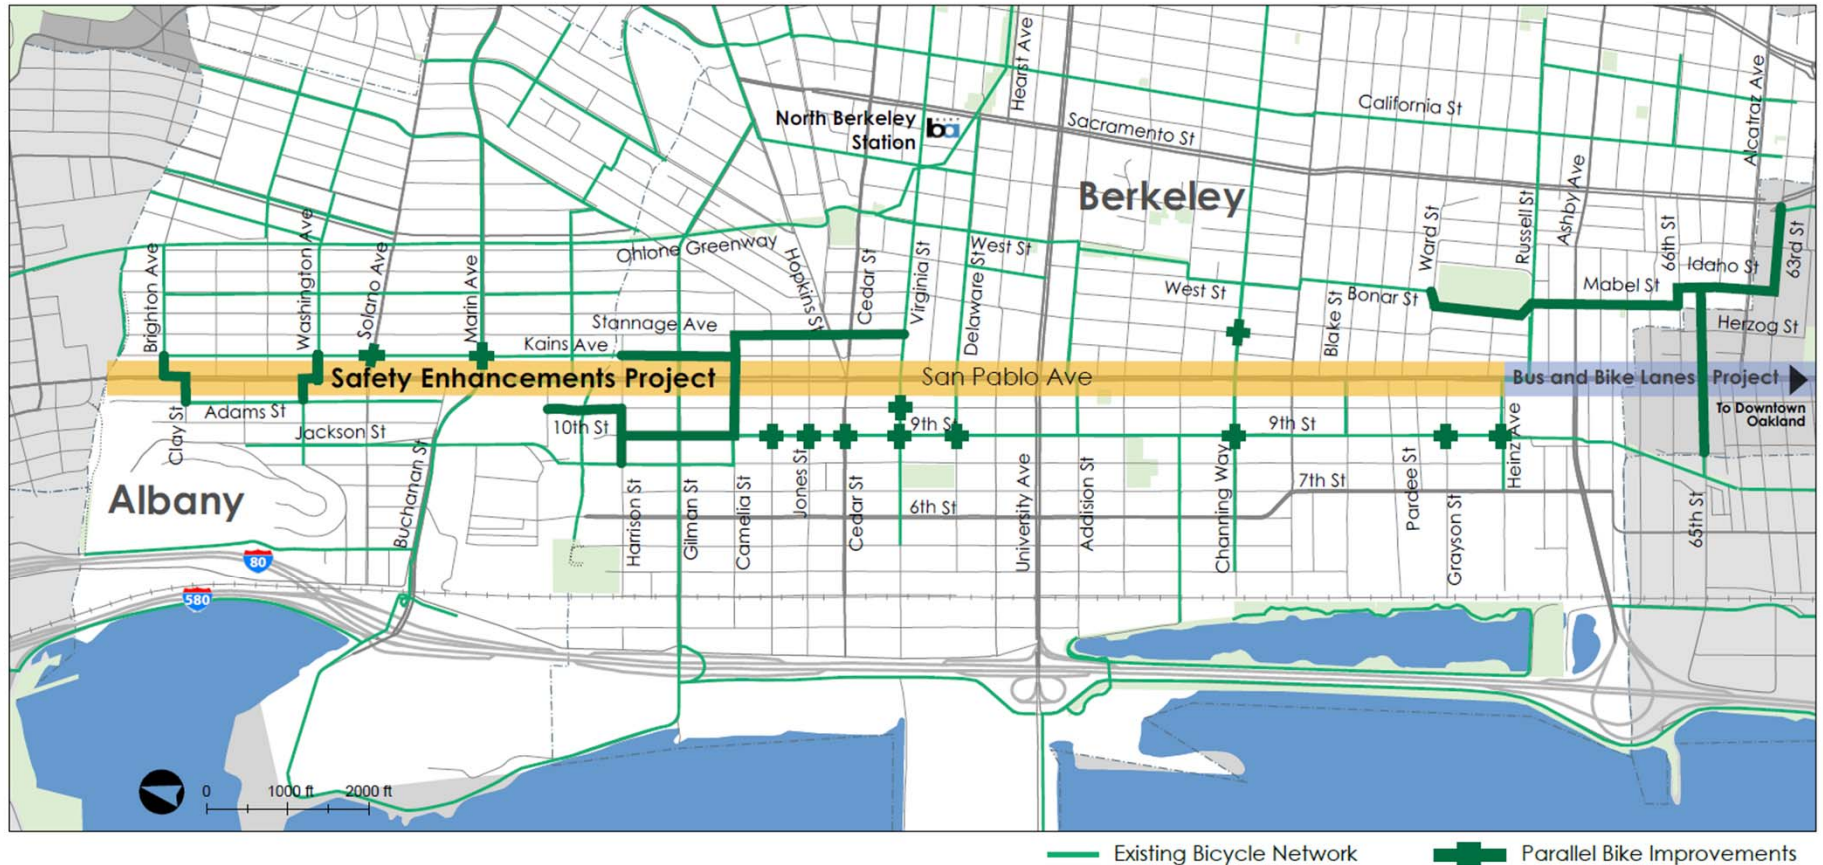 Hearst Ave
North Berkeley
Station
ba
Sacramento St
California St
Alcatraz Ave
Berkeley
Brighton Ave
Washington Ave
Solano Ave
Marin Ave
Ohlone Greenway
Hopkins St
Cedar St
Virginia St
West St
Delaware St
West St
Blake St
Bonar St
Ward St
Russell St
Ashby Ave
Mabel St
66th St
Idaho St
63rd St
Herzog St
Stannage Ave
Kains Ave
Safety Enhancements Project
San Pablo Ave
Bus and Bike Lanes Project
To Downtown
Oakland
Clay St
Adams St
Jackson St
Buchanan St
10th St
9th St
9th St
Heinz Ave
Albany
Harrison St
Gilman St
Camelia St
Jones St
Cedar St
6th St
University Ave
Addision St
Channing Way
7th St
Pardee St
Grayson St
65th St
80
580
0 1000 ft 2000 ft
Existing Bicycle Network
Parallel Bike Improvements